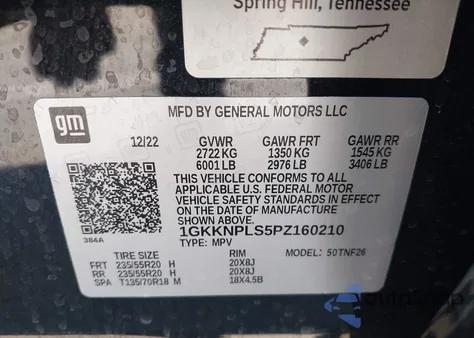 Spring Hill, Tennessee
gm
MFD BY GENERAL MOTORS LLC
12/22 GVWR GAWR FRT GAWR RR
2722 KG 1350 KG 1545 KG
6001 LB 2976 LB 3406 LB
THIS VEHICLE CONFORMS TO ALL
APPLICABLE U.S. FEDERAL MOTOR
VEHICLE SAFETY STANDARDS IN EFFECT
ON THE DATE OF MANUFACTURE
SHOWN ABOVE.
1GKKNPLS5PZ160210
384A TYPE: MPV MODEL: 50TNF26
TIRE SIZE RIM
FRT 235/55R20 H 20X8J
RR 235/55R20 H 20X8J
SPA T135/70R18 M 18X4.5B